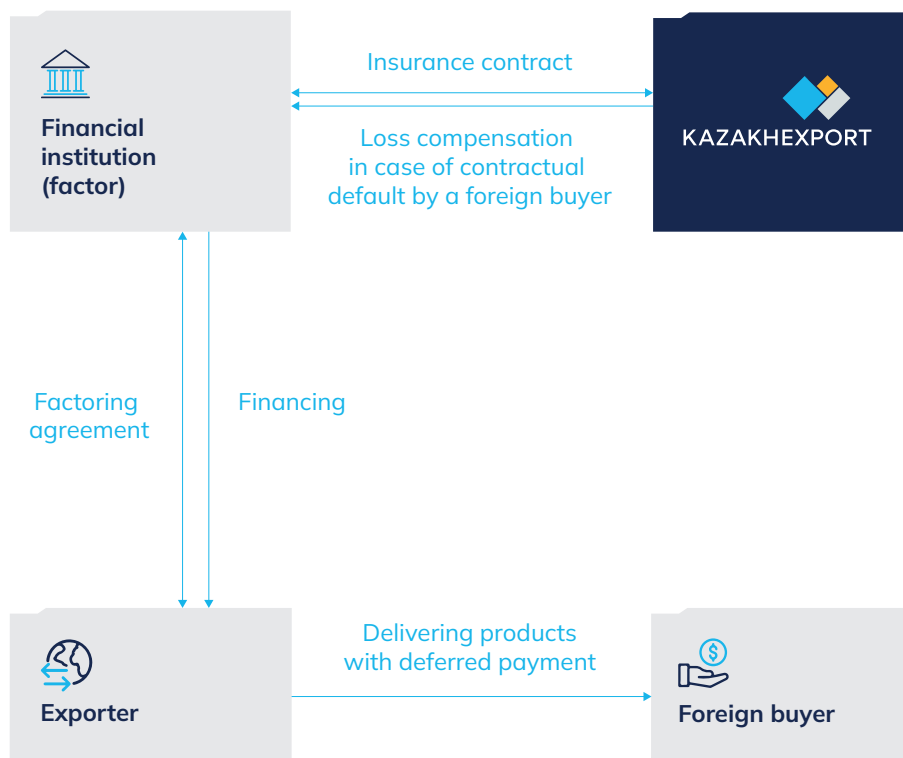 Financial
institution
(factor)
Insurance contract
Loss compensation
in case of contractual
default by a foreign buyer
KAZAKHEXPORT
Factoring
agreement
Financing
Exporter
Delivering products
with deferred payment
$
Foreign buyer